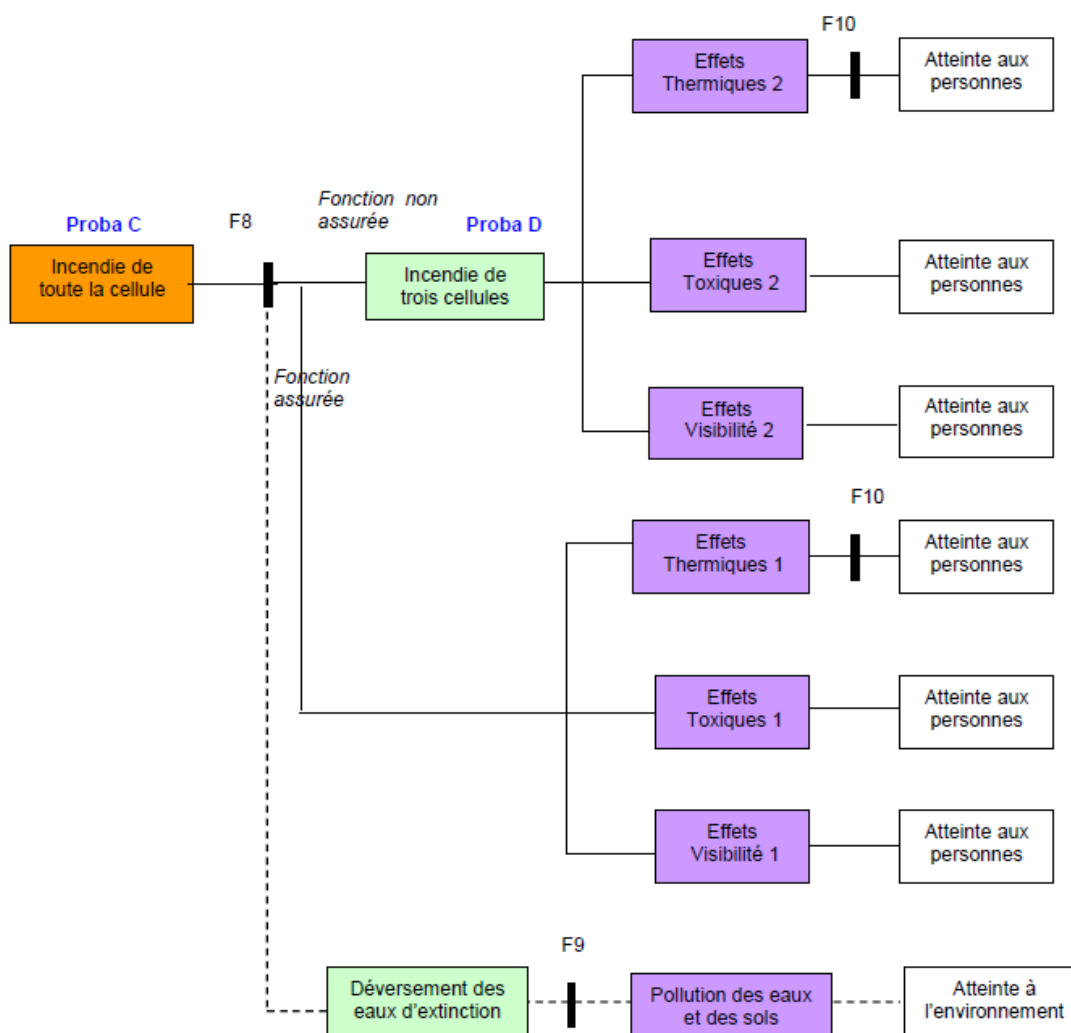 F10
Effets
Thermiques 2
Atteinte aux
personnes
Fonction non
assurée
Proba C
F8
Proba D
Incendie de
toute la cellule
Incendie de
trois cellules
Effets
Toxiques 2
Atteinte aux
personnes
Fonction
assurée
Effets
Visibilité 2
Atteinte aux
personnes
F10
Effets
Thermiques 1
Atteinte aux
personnes
Effets
Toxiques 1
Atteinte aux
personnes
Effets
Visibilité 1
Atteinte aux
personnes
F9
Déversement des
eaux d'extinction
Pollution des eaux
et des sols
Atteinte à
l'environnement